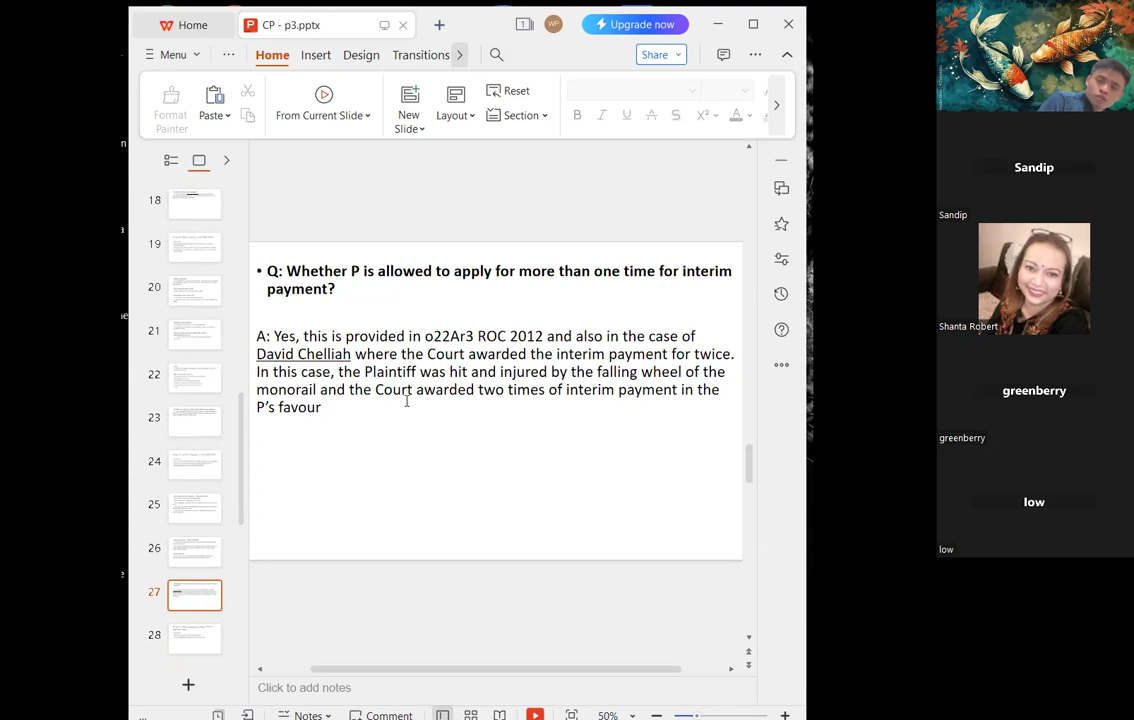 Home
CP - p3.pptx
1
WP
Upgrade now
Menu
Home Insert Design Transitions
Share
Format
Painter
Paste
From Current Slide
New
Slide
Layout
Reset
Section
B I U A S X² A
18
19
20
21
22
23
24
25
26
27
28
• Q: Whether P is allowed to apply for more than one time for interim
payment?
A: Yes, this is provided in o22Ar3 ROC 2012 and also in the case of
David Chelliah where the Court awarded the interim payment for twice.
In this case, the Plaintiff was hit and injured by the falling wheel of the
monorail and the Court awarded two times of interim payment in the
P's favour
Click to add notes
Notes
Comment
50%
Sandip
Sandip
Shanta Robert
greenberry
greenberry
low
low